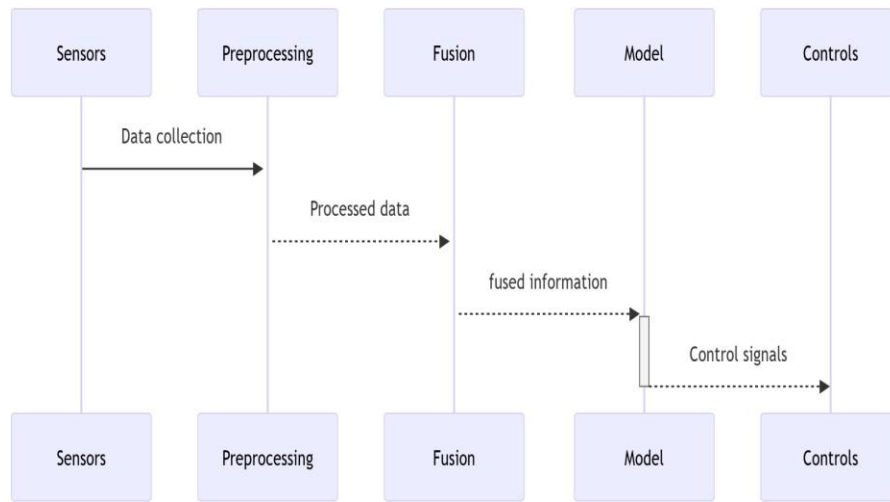 Sensors
Preprocessing
Fusion
Model
Controls
Data collection
Processed data
fused information
Control signals
Sensors
Preprocessing
Fusion
Model
Controls